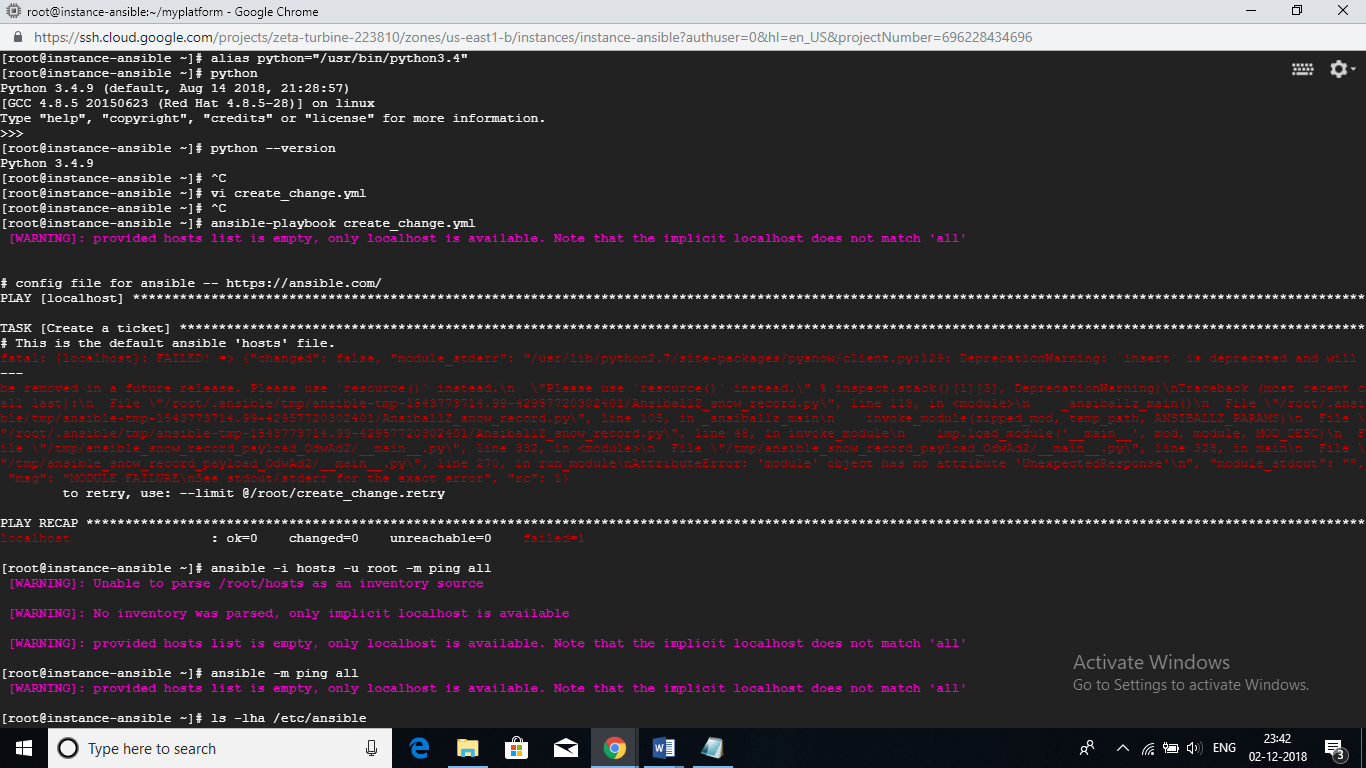 root@instance-ansible:~/myplatform - Google Chrome
https://ssh.cloud.google.com/projects/zeta-turbine-223810/zones/us-east1-b/instances/instance-ansible?authuser=0&hl=en_US&projectNumber=696228434696
[root@instance-ansible ~]# alias python="/usr/bin/python3.4"
[root@instance-ansible ~]# python
Python 3.4.9 (default, Aug 14 2018, 21:28:57)
[GCC 4.8.5 20150623 (Red Hat 4.8.5-28)] on linux
Type "help", "copyright", "credits" or "license" for more information.
>>>
[root@instance-ansible ~]# python --version
Python 3.4.9
[root@instance-ansible ~]# ^C
[root@instance-ansible ~]# vi create_change.yml
[root@instance-ansible ~]# ^C
[root@instance-ansible ~]# ansible-playbook create_change.yml
[WARNING]: provided hosts list is empty, only localhost is available. Note that the implicit localhost does not match 'all'
# config file for ansible -- https://ansible.com/
PLAY [localhost] ****************************************************************************************************************************************************************
TASK [Create a ticket] **********************************************************************************************************************************************************
# This is the default ansible 'hosts' file.
fatal: [localhost]: FAILED! => {"changed": false, "module_stderr": "/usr/lib/python2.7/site-packages/pysnow/client.py:129: DeprecationWarning: `insert` is deprecated and will
---
be removed in a future release. Please use `resource()` instead.\n  \"Please use `resource()` instead.\" % inspect.stack()[1][3], DeprecationWarning)\nTraceback (most recent c
all last):\n  File \"/root/.ansible/tmp/ansible-tmp-1543773714.99-42957720302401/AnsiballZ_snow_record.py\", line 113, in <module>\n    _ansiballz_main()\n  File \"/root/.ansi
ble/tmp/ansible-tmp-1543773714.99-42957720302401/AnsiballZ_snow_record.py\", line 105, in _ansiballz_main\n    invoke_module(zipped_mod, temp_path, ANSIBALLZ_PARAMS)\n  File \
"/root/.ansible/tmp/ansible-tmp-1543773714.99-42957720302401/AnsiballZ_snow_record.py\", line 48, in invoke_module\n    imp.load_module('__main__', mod, module, MOD_DESC)\n  F
ile \"/tmp/ansible_snow_record_payload_OdwAd2/__main__.py\", line 332, in <module>\n  File \"/tmp/ansible_snow_record_payload_OdwAd2/__main__.py\", line 328, in main\n  File \
"/tmp/ansible_snow_record_payload_OdwAd2/__main__.py\", line 270, in run_module\nAttributeError: 'module' object has no attribute 'UnexpectedResponse'\n", "module_stdout": "",
"msg": "MODULE FAILURE\nSee stdout/stderr for the exact error", "rc": 1}
to retry, use: --limit @/root/create_change.retry
PLAY RECAP **********************************************************************************************************************************************************************
localhost                  : ok=0    changed=0    unreachable=0    failed=1
[root@instance-ansible ~]# ansible -i hosts -u root -m ping all
[WARNING]: Unable to parse /root/hosts as an inventory source
[WARNING]: No inventory was parsed, only implicit localhost is available
[WARNING]: provided hosts list is empty, only localhost is available. Note that the implicit localhost does not match 'all'
[root@instance-ansible ~]# ansible -m ping all
[WARNING]: provided hosts list is empty, only localhost is available. Note that the implicit localhost does not match 'all'
[root@instance-ansible ~]# ls -lha /etc/ansible
Activate Windows
Go to Settings to activate Windows.
Type here to search
ENG
23:42
02-12-2018
3